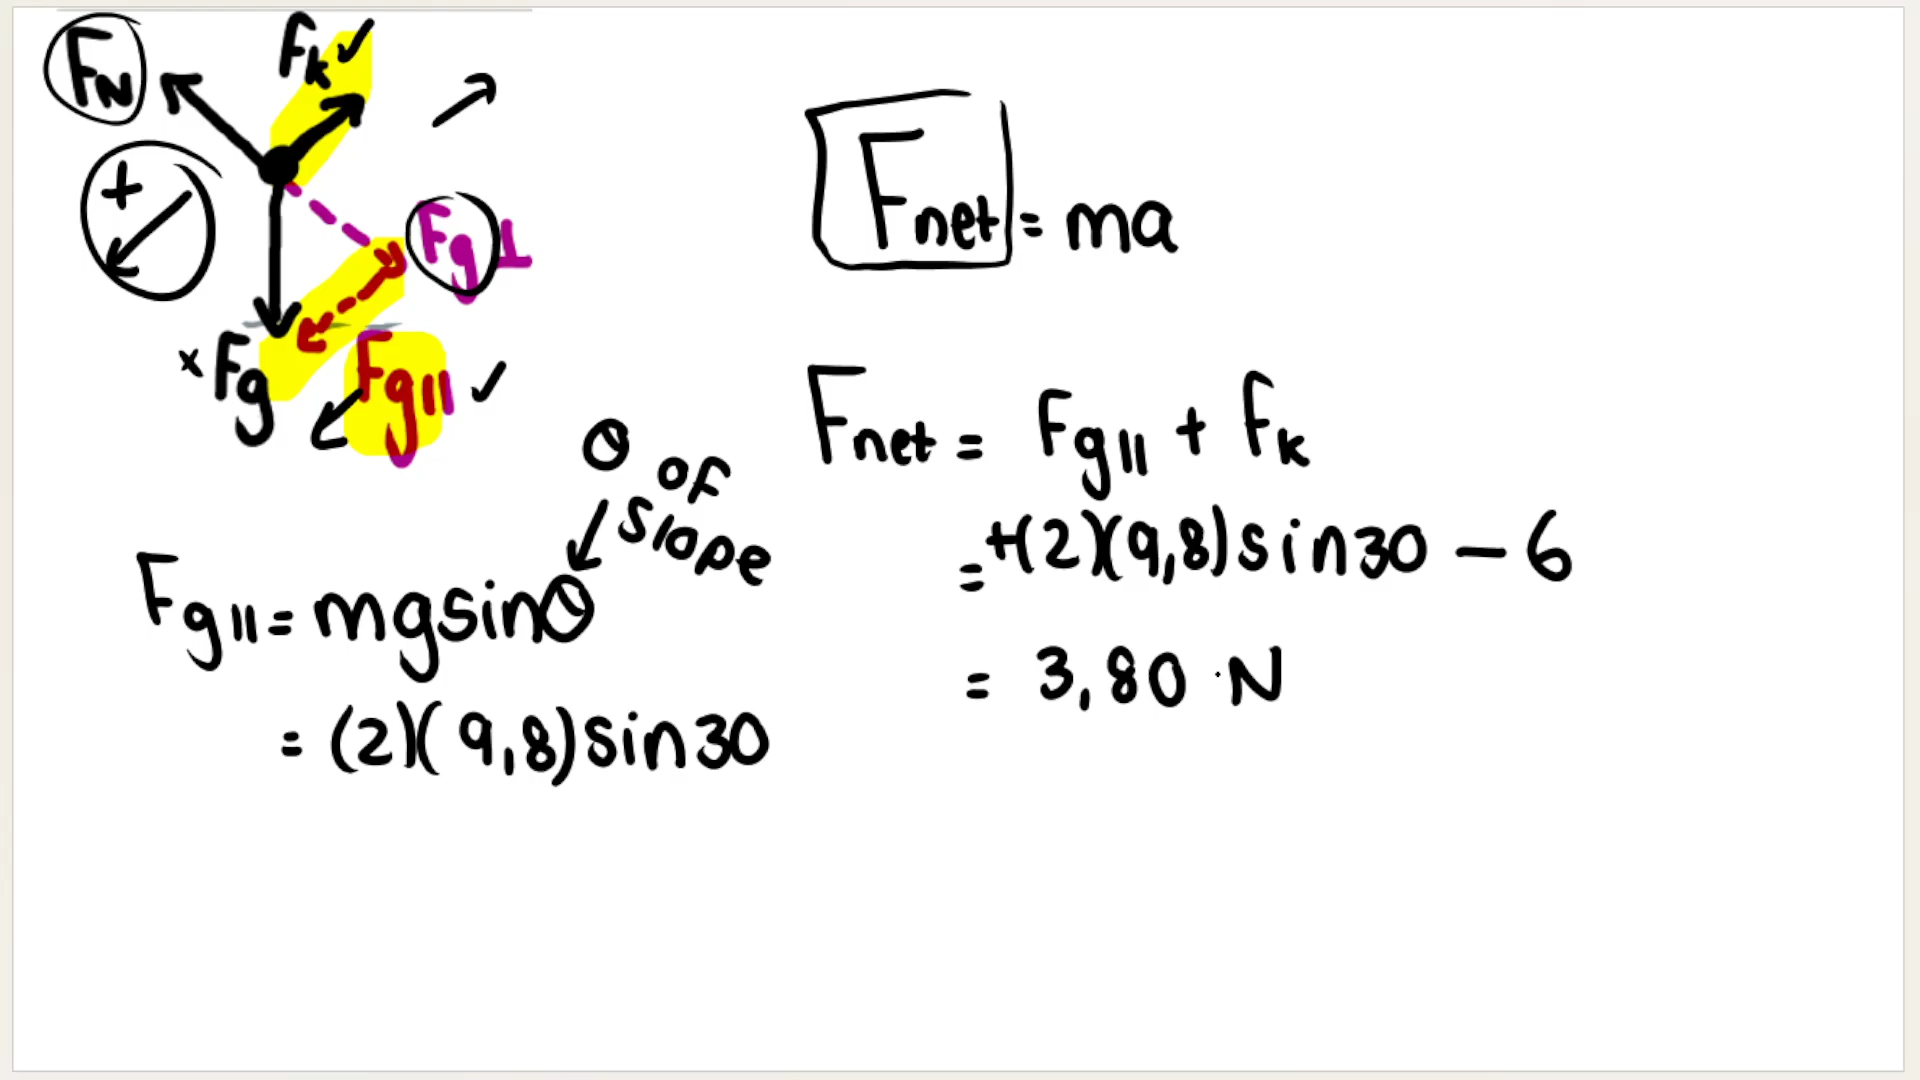 FN
Fk ✓
+
Fg⊥
× Fg
Fg|| ✓
θ of slope
Fg|| = mgsinθ
= (2)(9,8)sin30
Fnet = ma
Fnet = Fg|| + Fk
= +(2)(9,8)sin30 − 6
= 3,80 N